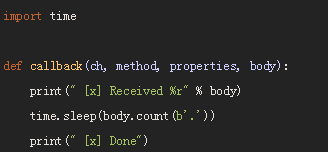 import time
def callback(ch, method, properties, body):
    print(" [x] Received %r" % body)
    time.sleep(body.count(b'.'))
    print(" [x] Done")